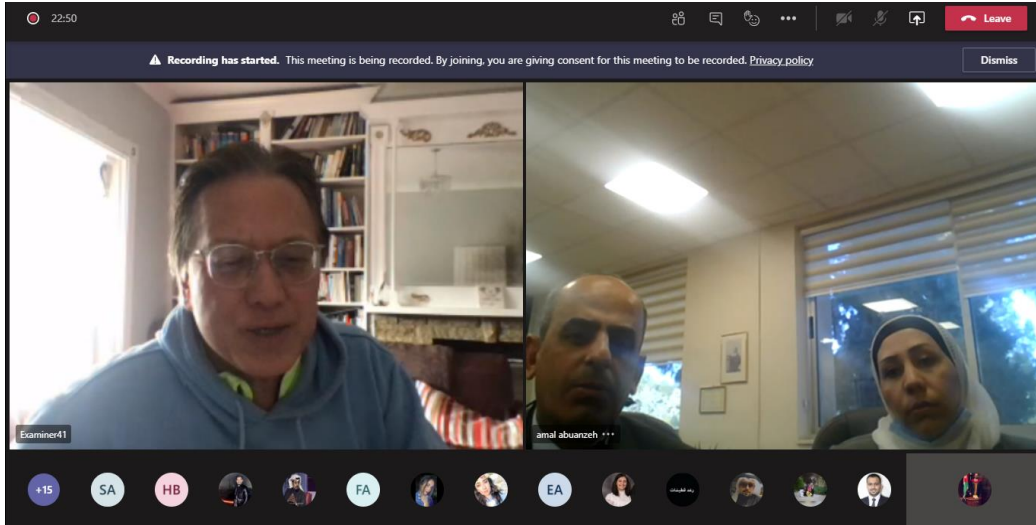 22:50
Leave
Recording has started. This meeting is being recorded. By joining, you are giving consent for this meeting to be recorded. Privacy policy
Dismiss
Examiner41
amal abuanzeh
+15
SA
HB
FA
EA